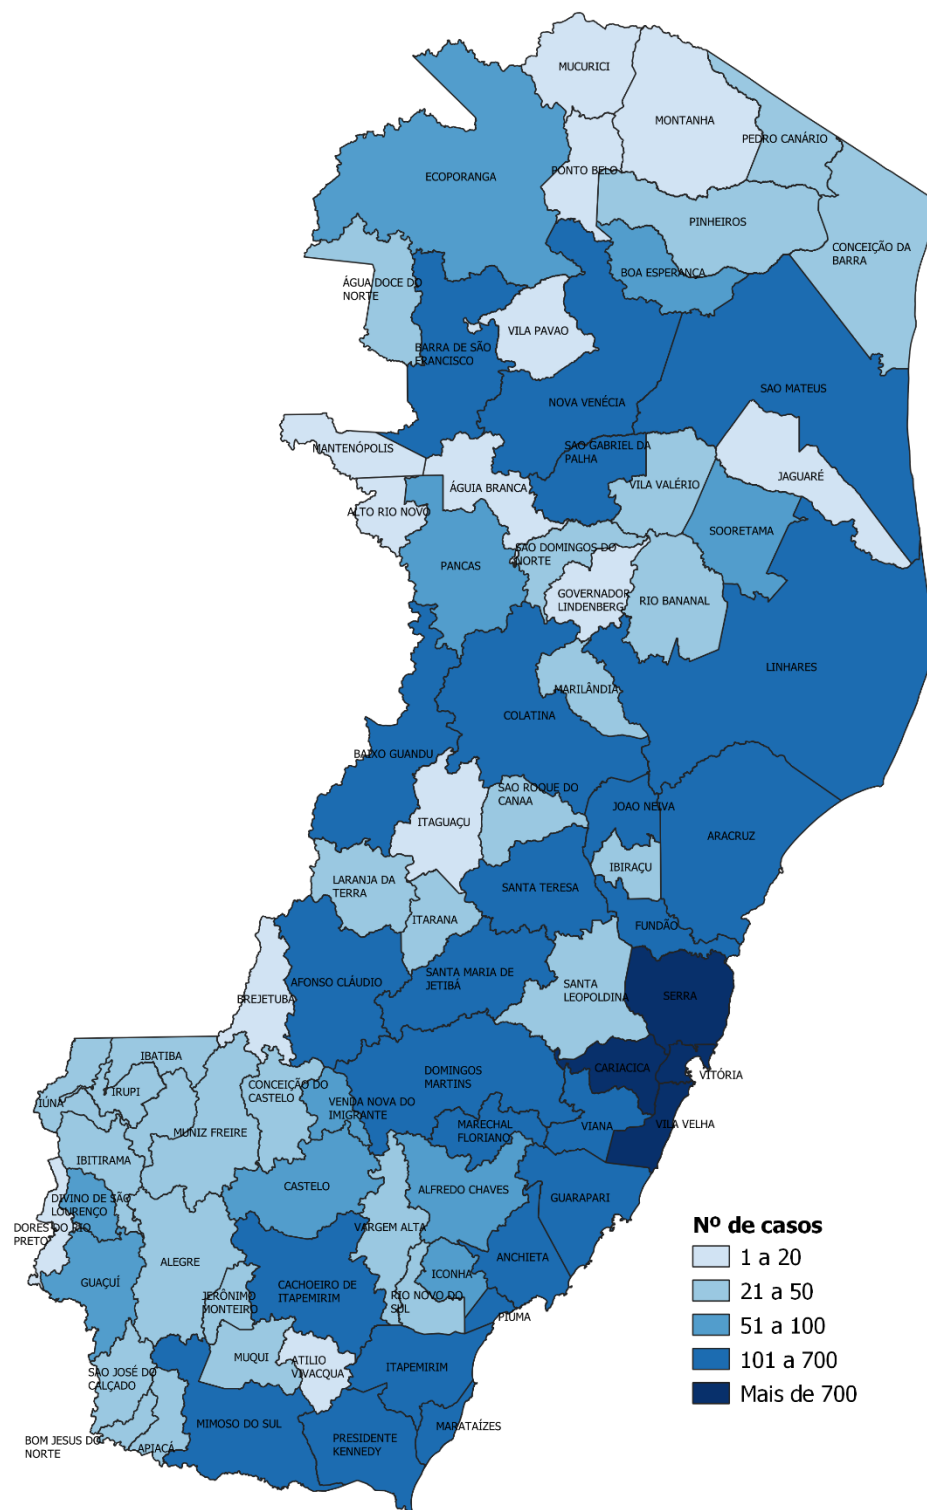 MUCURICI
MONTANHA
PEDRO CANÁRIO
PONTO BELO
ECOPORANGA
PINHEIROS
CONCEIÇÃO DA
BARRA
BOA ESPERANÇA
ÁGUA DOCE DO
NORTE
VILA PAVAO
BARRA DE SÃO
FRANCISCO
SAO MATEUS
NOVA VENÉCIA
MANTENÓPOLIS
SAO GABRIEL DA
PALHA
JAGUARÉ
ÁGUIA BRANCA
VILA VALÉRIO
ALTO RIO NOVO
SOORETAMA
SAO DOMINGOS DO
NORTE
PANCAS
GOVERNADOR
LINDENBERG
RIO BANANAL
LINHARES
MARILÂNDIA
COLATINA
BAIXO GUANDU
SAO ROQUE DO
CANAA
JOAO NEIVA
ITAGUAÇU
ARACRUZ
IBIRAÇU
LARANJA DA
TERRA
SANTA TERESA
ITARANA
FUNDÃO
AFONSO CLÁUDIO
SANTA MARIA DE
JETIBÁ
SANTA
LEOPOLDINA
SERRA
BREJETUBA
IBATIBA
DOMINGOS
MARTINS
CARIACICA
VITÓRIA
IRUPI
CONCEIÇÃO DO
CASTELO
IÚNA
VENDA NOVA DO
IMIGRANTE
MARECHAL
FLORIANO
VIANA
VILA VELHA
MUNIZ FREIRE
IBITIRAMA
CASTELO
ALFREDO CHAVES
GUARAPARI
DIVINO DE SÃO
LOURENÇO
DORES DO RIO
PRETO
VARGEM ALTA
ANCHIETA
ALEGRE
GUAÇUÍ
ICONHA
CACHOEIRO DE
ITAPEMIRIM
JERÔNIMO
MONTEIRO
RIO NOVO DO
SUL
PIÚMA
MUQUI
ATILIO
VIVACQUA
ITAPEMIRIM
SÃO JOSÉ DO
CALÇADO
MIMOSO DO SUL
MARATAÍZES
PRESIDENTE
KENNEDY
BOM JESUS DO
NORTE
APIACÁ
Nº de casos
1 a 20
21 a 50
51 a 100
101 a 700
Mais de 700